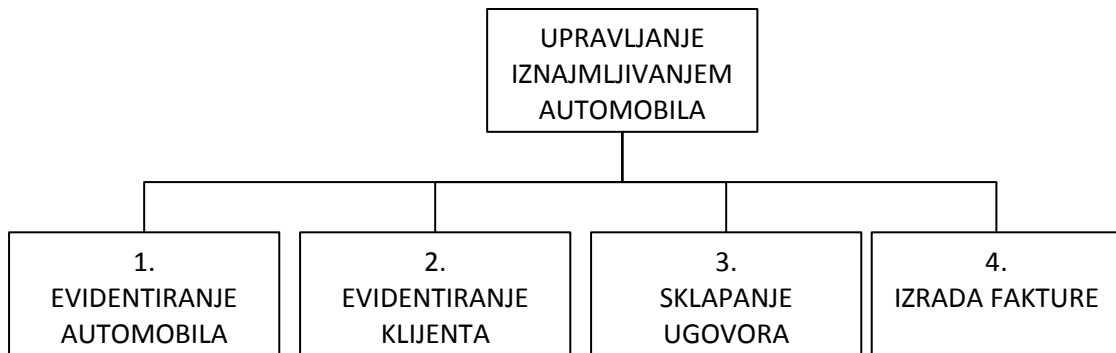 UPRAVLJANJE
IZNAJMLJIVANJEM
AUTOMOBILA
1.
EVIDENTIRANJE
AUTOMOBILA
2.
EVIDENTIRANJE
KLIJENTA
3.
SKLAPANJE
UGOVORA
4.
IZRADA FAKTURE